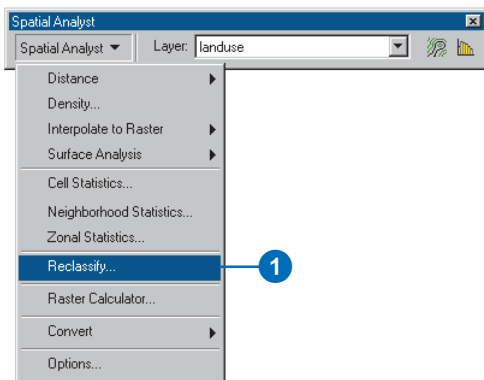 Spatial Analyst
Spatial Analyst Layer: landuse
Distance
Density...
Interpolate to Raster
Surface Analysis
Cell Statistics...
Neighborhood Statistics...
Zonal Statistics...
Reclassify... 1
Raster Calculator...
Convert
Options...